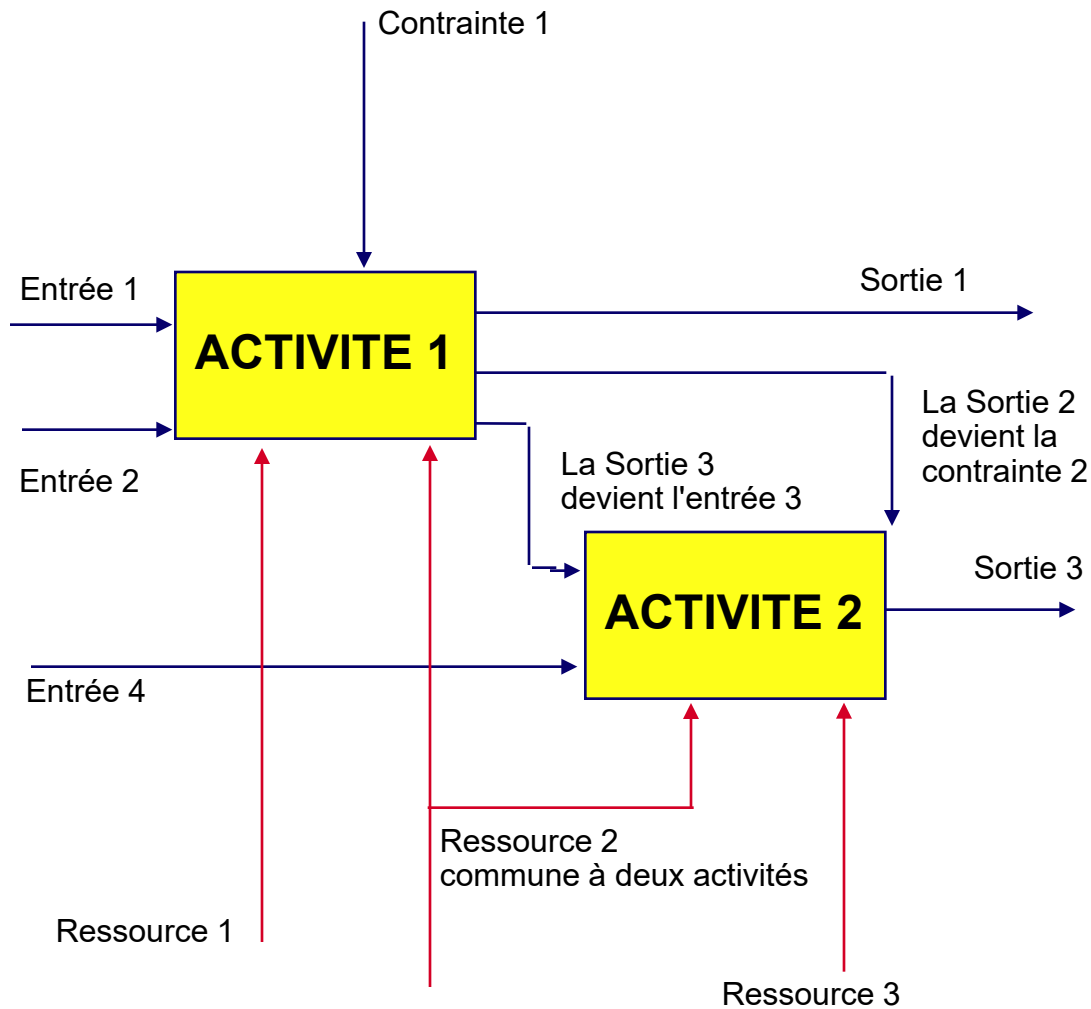 Contrainte 1
Entrée 1
Sortie 1
ACTIVITE 1
La Sortie 2
devient la
contrainte 2
Entrée 2
La Sortie 3
devient l'entrée 3
Sortie 3
ACTIVITE 2
Entrée 4
Ressource 2
commune à deux activités
Ressource 1
Ressource 3